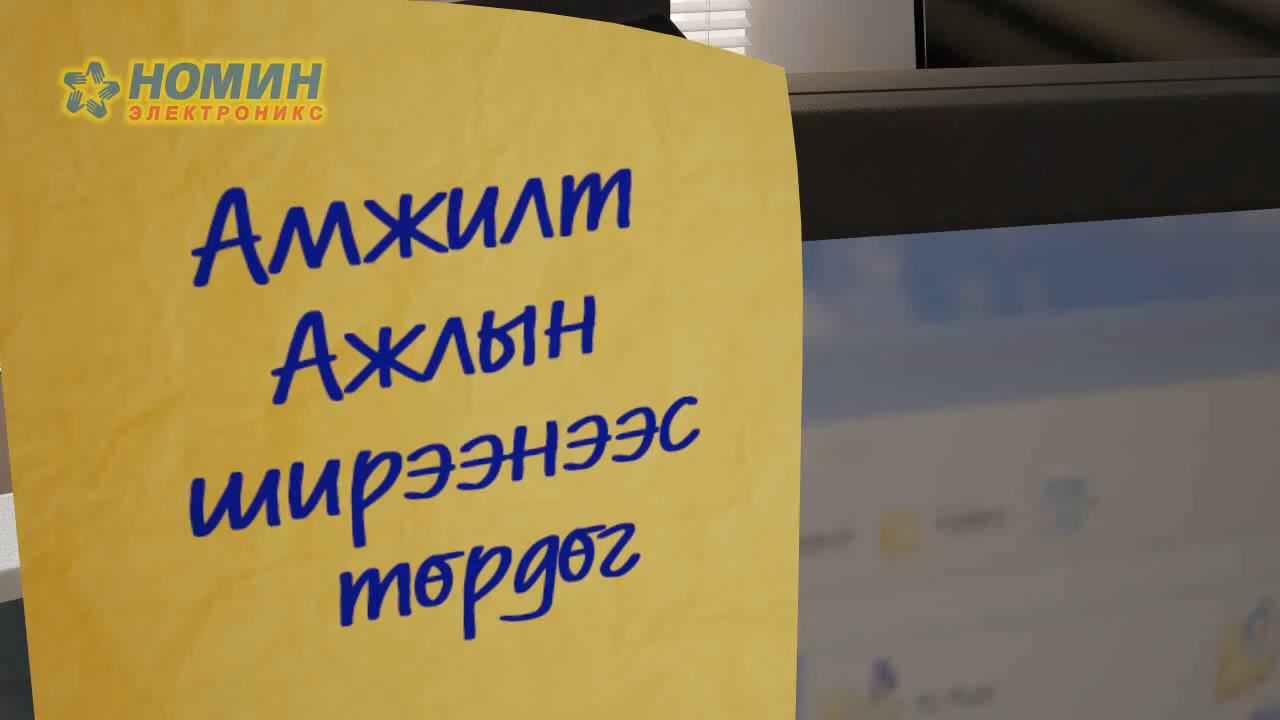 НОМИН
ЭЛЕКТРОНИКС
Амжилт
Ажлын
ширээнээс
төрдөг